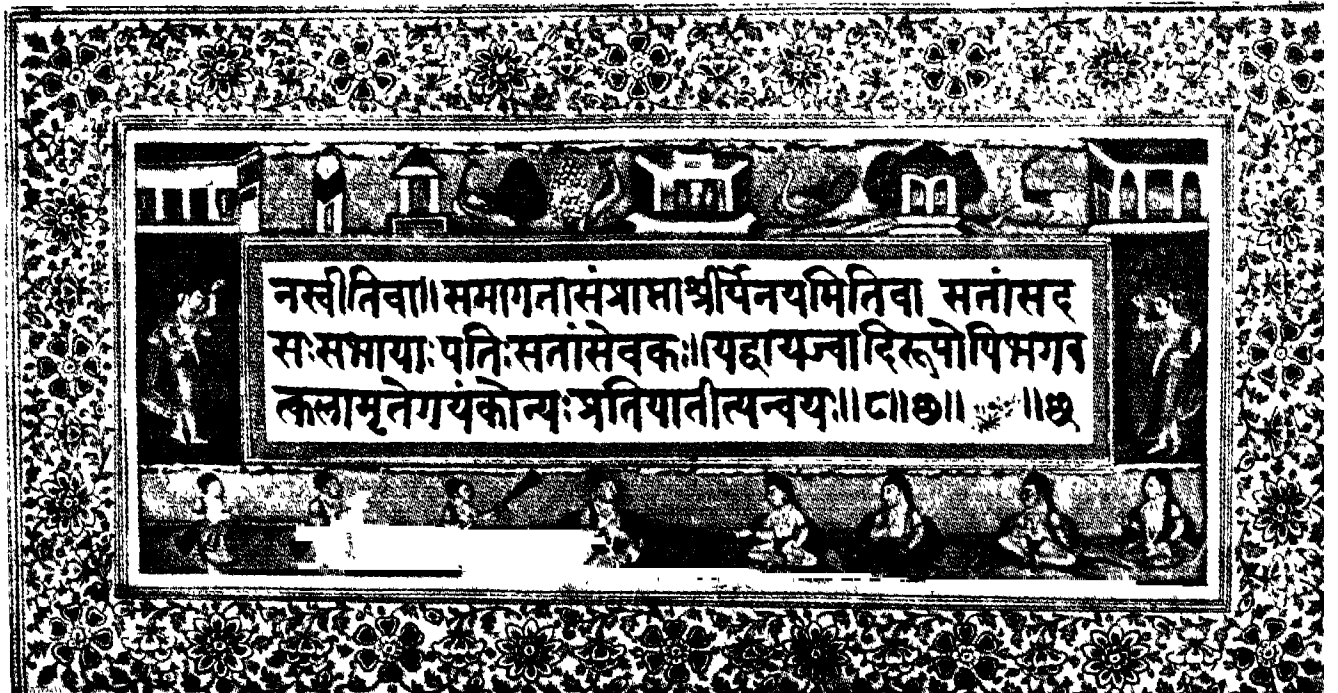 नस्वीतिवा॥समागतासंप्राप्ताश्रीर्येनयमितिवा सतांसद
सःसभायाःपतिःसतांसेवकः॥यद्वायज्वादिरूपोपिभगव
त्कलामृतेगयंकोन्यःप्रतियातीत्यन्वयः॥८॥छ॥ ॥छ